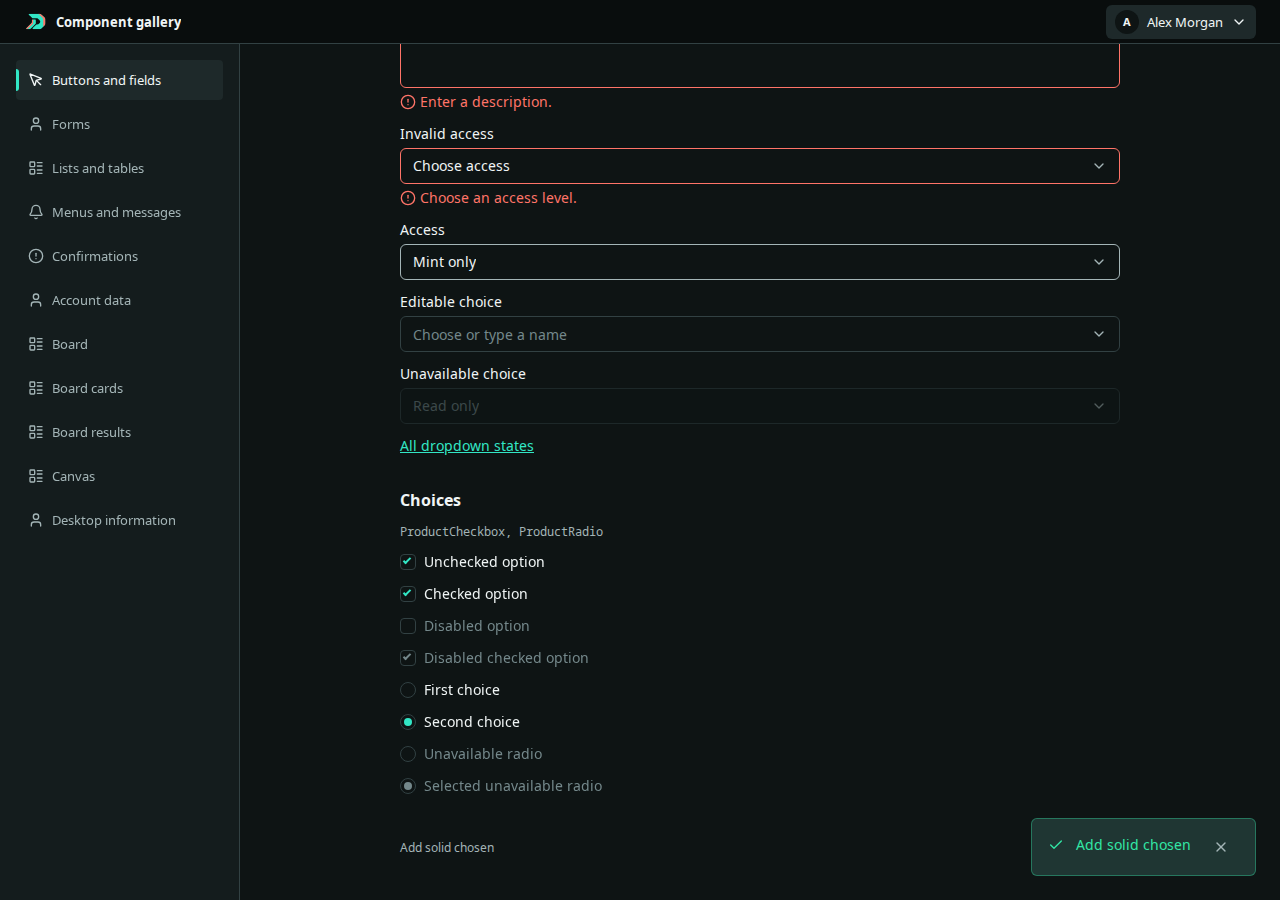 Component gallery
A
Alex Morgan
Buttons and fields
Forms
Lists and tables
Menus and messages
Confirmations
Account data
Board
Board cards
Board results
Canvas
Desktop information
Enter a description.
Invalid access
Choose access
Choose an access level.
Access
Mint only
Editable choice
Choose or type a name
Unavailable choice
Read only
All dropdown states
Choices
ProductCheckbox, ProductRadio
Unchecked option
Checked option
Disabled option
Disabled checked option
First choice
Second choice
Unavailable radio
Selected unavailable radio
Add solid chosen
Add solid chosen